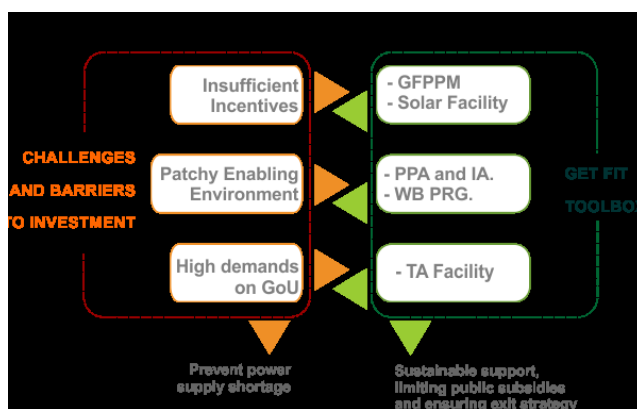 Insufficient
Incentives
- GFPPM
- Solar Facility
CHALLENGES
AND BARRIERS
TO INVESTMENT
Patchy Enabling
Environment
- PPA and IA.
- WB PRG.
GET FIT
TOOLBOX
High demands
on GoU
- TA Facility
Prevent power
supply shortage
Sustainable support,
limiting public subsidies
and ensuring exit strategy